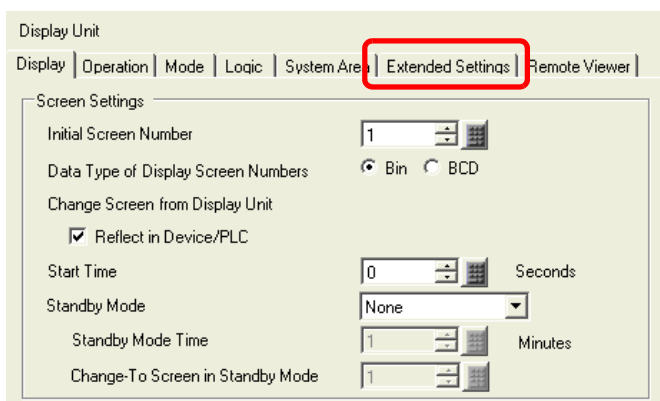 Display Unit
Display Operation Mode Logic System Area Extended Settings Remote Viewer
Screen Settings
Initial Screen Number 1
Data Type of Display Screen Numbers Bin BCD
Change Screen from Display Unit
Reflect in Device/PLC
Start Time 0 Seconds
Standby Mode None
Standby Mode Time 1 Minutes
Change-To Screen in Standby Mode 1